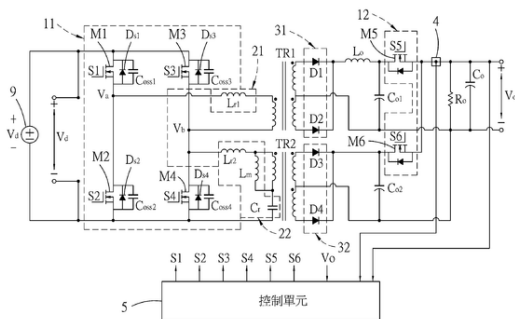 11
M1
Ds1
M3
Ds3
31
12
4
21
TR1
Lo
M5
S5
S1
Coss1
S3
Coss3
D1
9
Va
Lr1
Co1
Co
Vd
Vd
Vb
D2
Ro
Vo
TR2
S6
M6
Lr2
D3
M2
Ds2
M4
Ds4
Lm
S2
Coss2
S4
Coss4
Cr
Co2
D4
22
32
S1 S2 S3 S4 S5 S6 Vo
5
控制單元